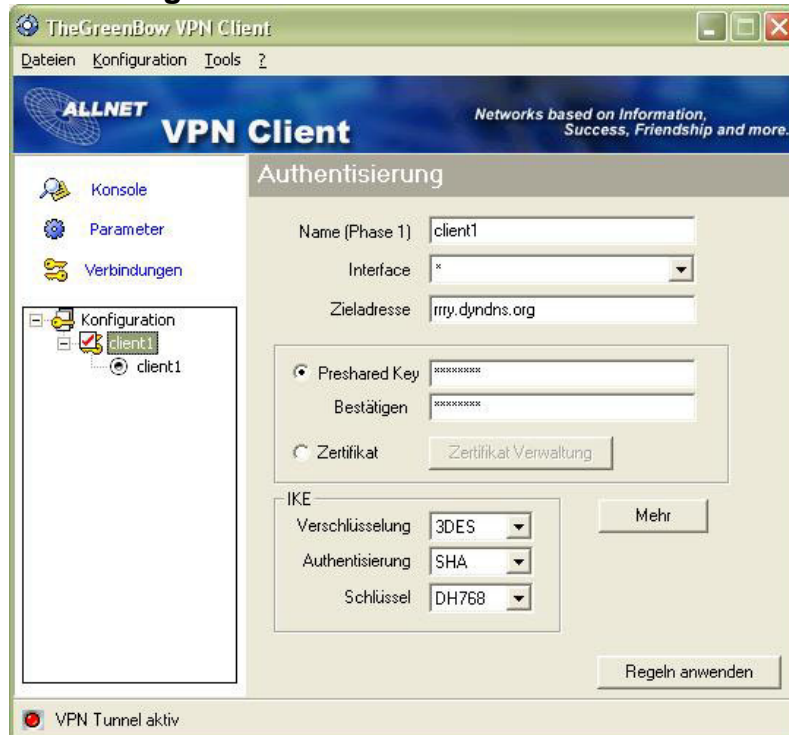 TheGreenBow VPN Client
Dateien Konfiguration Tools ?
ALLNET
VPN Client
Networks based on Information,
Success, Friendship and more.
Konsole
Parameter
Verbindungen
Konfiguration
client1
client1
Authentisierung
Name (Phase 1) client1
Interface *
Zieladresse rrry.dyndns.org
Preshared Key ********
Bestätigen ********
Zertifikat Zertifikat Verwaltung
IKE
Verschlüsselung 3DES
Authentisierung SHA
Schlüssel DH768
Mehr
Regeln anwenden
VPN Tunnel aktiv